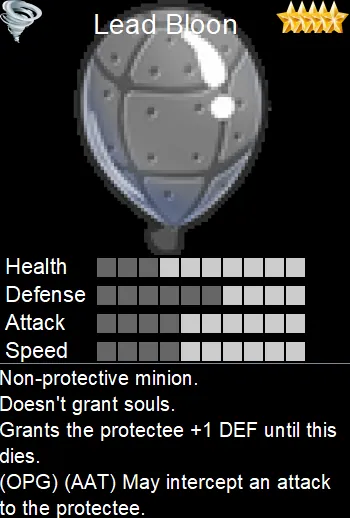 Lead Bloon
Health
Defense
Attack
Speed
Non-protective minion.
Doesn't grant souls.
Grants the protectee +1 DEF until this
dies.
(OPG) (AAT) May intercept an attack
to the protectee.